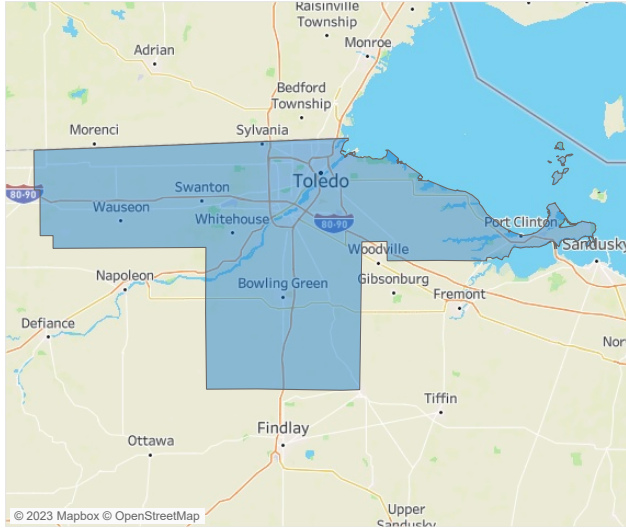 Raisinville
Township
Adrian
Monroe
Bedford
Township
Morenci
Sylvania
Toledo
80-90
Swanton
Wauseon
Whitehouse
80-90
Port Clinton
Woodville
Sandusky
Napoleon
Gibsonburg
Bowling Green
Fremont
Defiance
Nor
Tiffin
Findlay
Ottawa
Upper
Sandusky
© 2023 Mapbox © OpenStreetMap